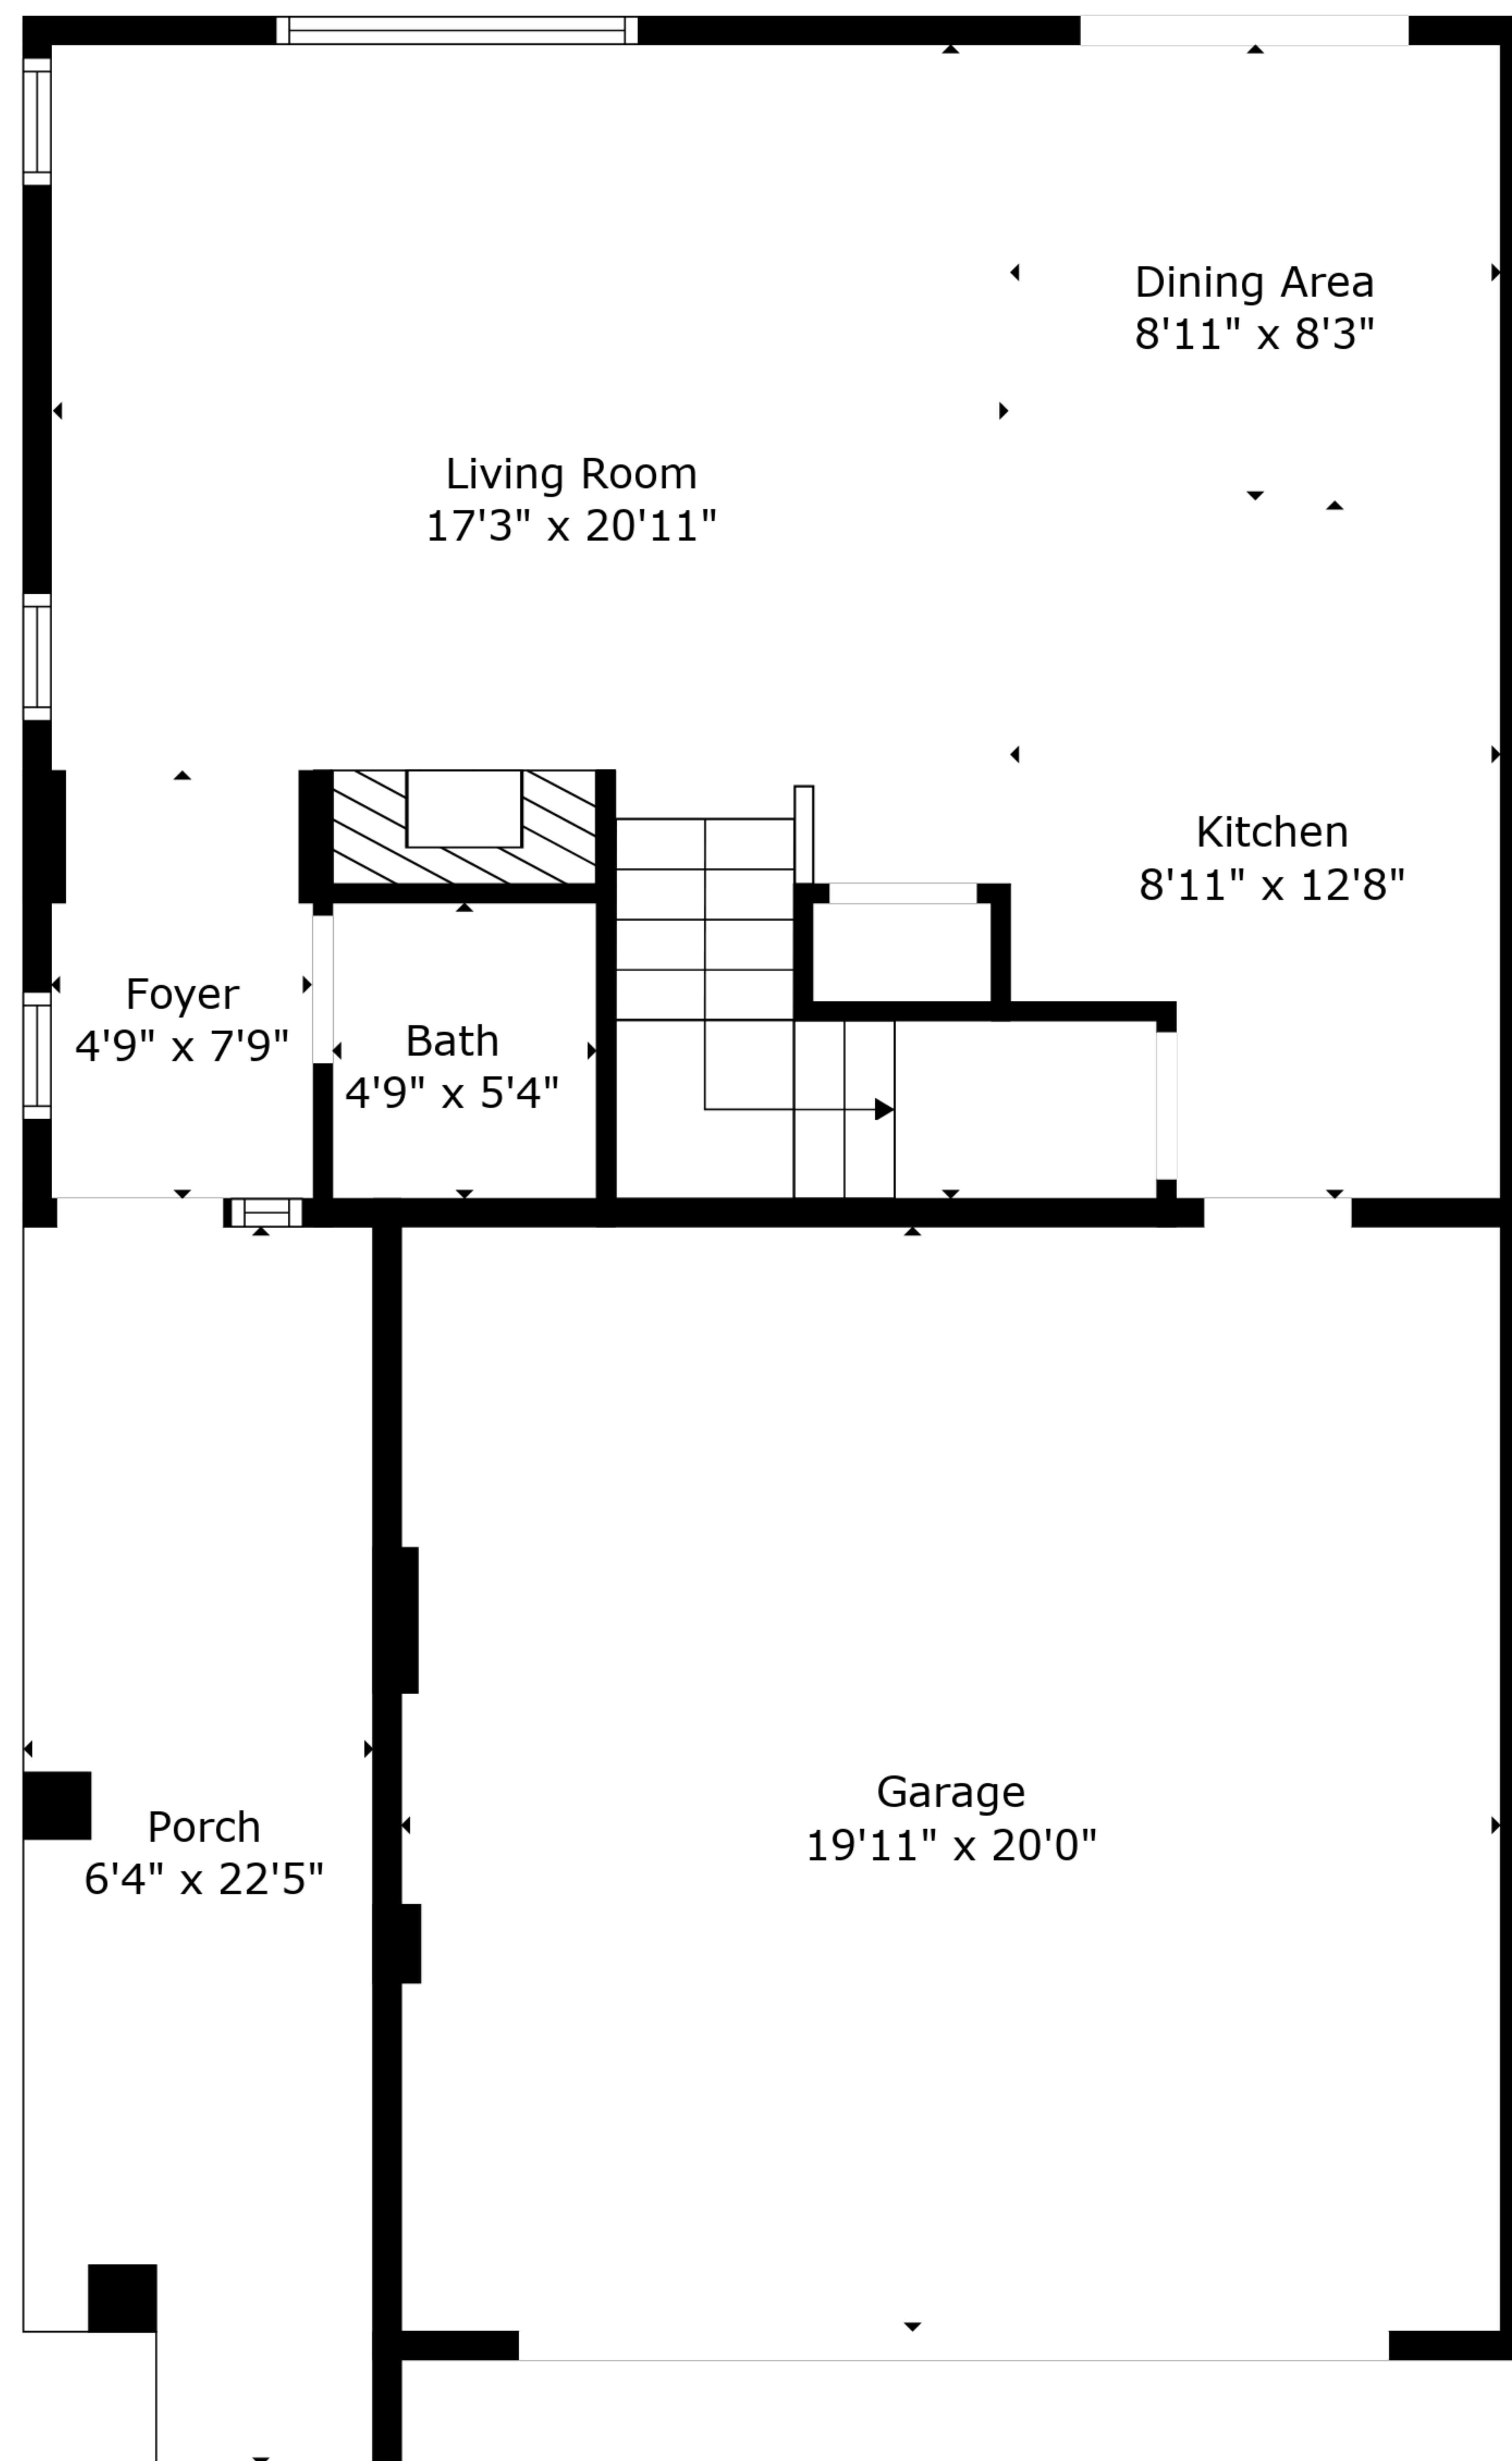 Dining Area
8'11" x 8'3"
Living Room
17'3" x 20'11"
Kitchen
8'11" x 12'8"
Foyer
4'9" x 7'9"
Bath
4'9" x 5'4"
Garage
19'11" x 20'0"
Porch
6'4" x 22'5"